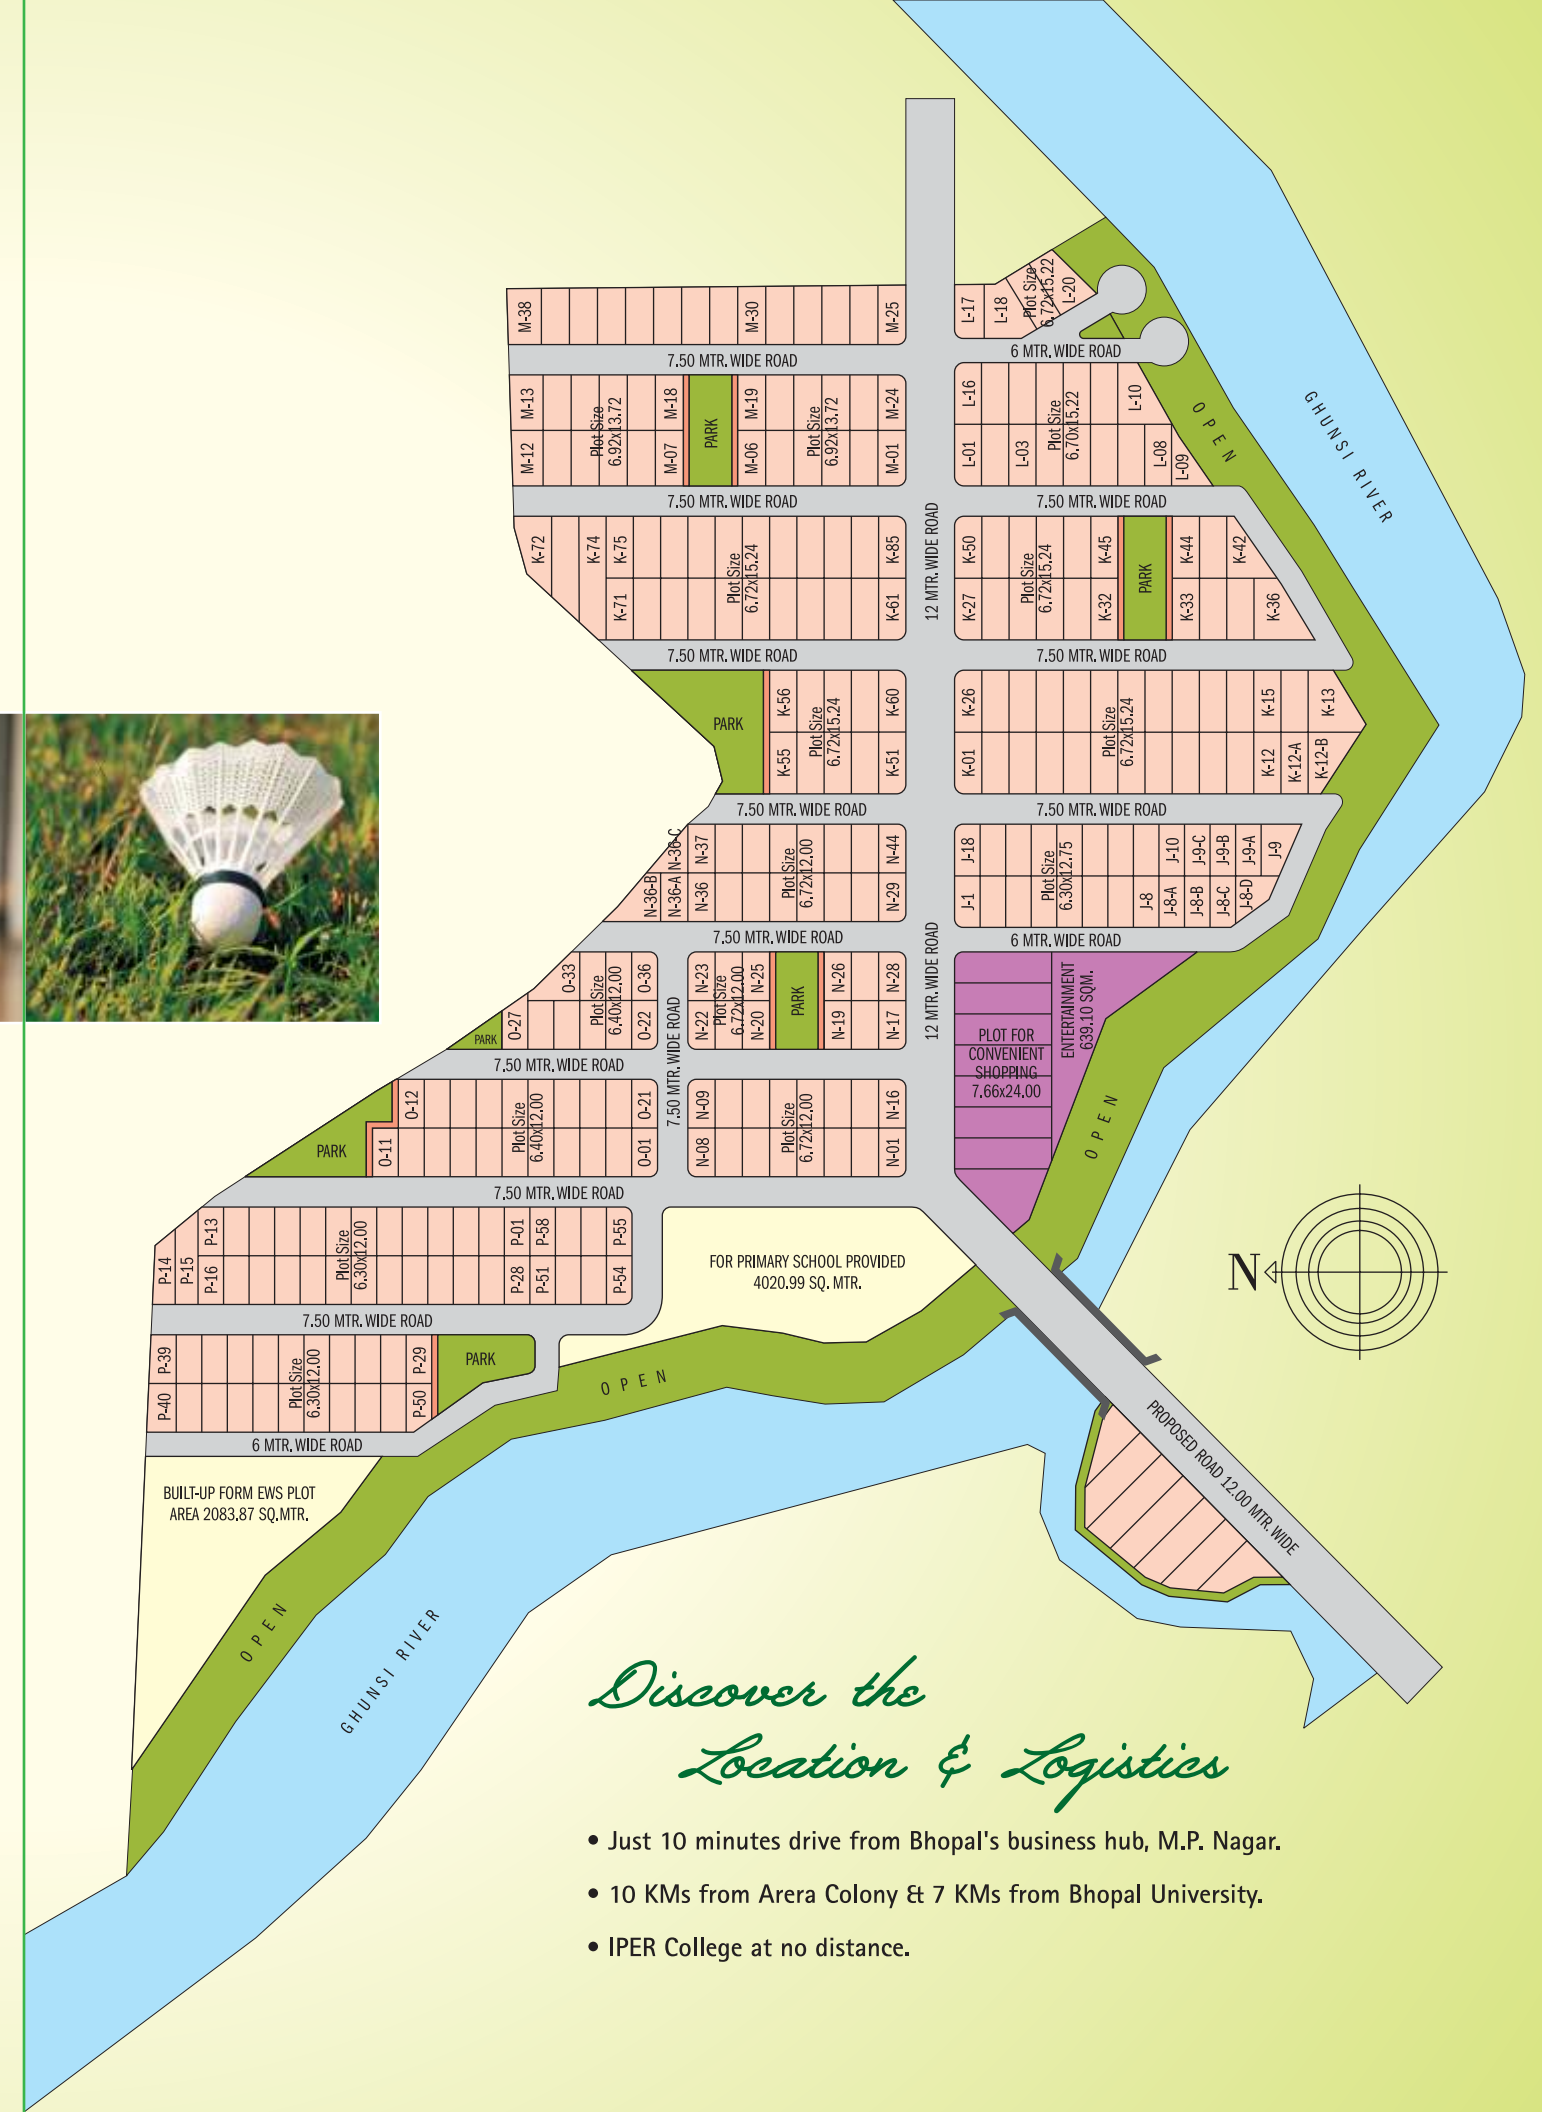 L-17
L-18
Plot Size
6.72x15.22
L-20
M-38
M-30
M-25
7.50 MTR. WIDE ROAD
6 MTR. WIDE ROAD
M-13
Plot Size
6.92x13.72
M-18
PARK
M-19
Plot Size
6.92x13.72
M-24
M-12
M-07
M-06
M-01
L-16
L-10
Plot Size
6.70x15.22
L-01
L-03
L-08
L-09
OPEN
GHUNSI RIVER
7.50 MTR. WIDE ROAD
7.50 MTR. WIDE ROAD
12 MTR. WIDE ROAD
K-72
K-74
K-75
Plot Size
6.72x15.24
K-85
K-71
K-61
K-50
Plot Size
6.72x15.24
K-45
PARK
K-44
K-42
K-27
K-32
K-33
K-36
7.50 MTR. WIDE ROAD
7.50 MTR. WIDE ROAD
PARK
K-56
Plot Size
6.72x15.24
K-60
K-55
K-51
K-26
Plot Size
6.72x15.24
K-15
K-13
K-01
K-12
K-12-A
K-12-B
7.50 MTR. WIDE ROAD
7.50 MTR. WIDE ROAD
N-36-C
N-37
Plot Size
6.72x12.00
N-44
N-36-B
N-36-A
N-36
N-29
J-18
Plot Size
6.30x12.75
J-10
J-9-C
J-9-B
J-9-A
J-9
J-1
J-8
J-8-A
J-8-B
J-8-C
J-8-D
7.50 MTR. WIDE ROAD
6 MTR. WIDE ROAD
12 MTR. WIDE ROAD
O-33
Plot Size
6.40x12.00
O-36
PARK
O-27
O-22
7.50 MTR. WIDE ROAD
N-23
Plot Size
6.72x12.00
N-25
PARK
N-26
N-28
N-22
N-20
N-19
N-17
PLOT FOR
CONVENIENT
SHOPPING
7.66x24.00
ENTERTAINMENT
639.10 SQM.
OPEN
7.50 MTR. WIDE ROAD
PARK
O-12
Plot Size
6.40x12.00
O-21
O-11
O-01
N-09
Plot Size
6.72x12.00
N-16
N-08
N-01
7.50 MTR. WIDE ROAD
P-14
P-15
P-13
Plot Size
6.30x12.00
P-01
P-58
P-55
P-16
P-28
P-51
P-54
FOR PRIMARY SCHOOL PROVIDED
4020.99 SQ. MTR.
N
7.50 MTR. WIDE ROAD
P-39
Plot Size
6.30x12.00
P-29
PARK
P-40
P-50
OPEN
6 MTR. WIDE ROAD
PROPOSED ROAD 12.00 MTR. WIDE
BUILT-UP FORM EWS PLOT
AREA 2083.87 SQ.MTR.
OPEN
GHUNSI RIVER
Discover the
Location & Logistics
• Just 10 minutes drive from Bhopal's business hub, M.P. Nagar.
• 10 KMs from Arera Colony & 7 KMs from Bhopal University.
• IPER College at no distance.